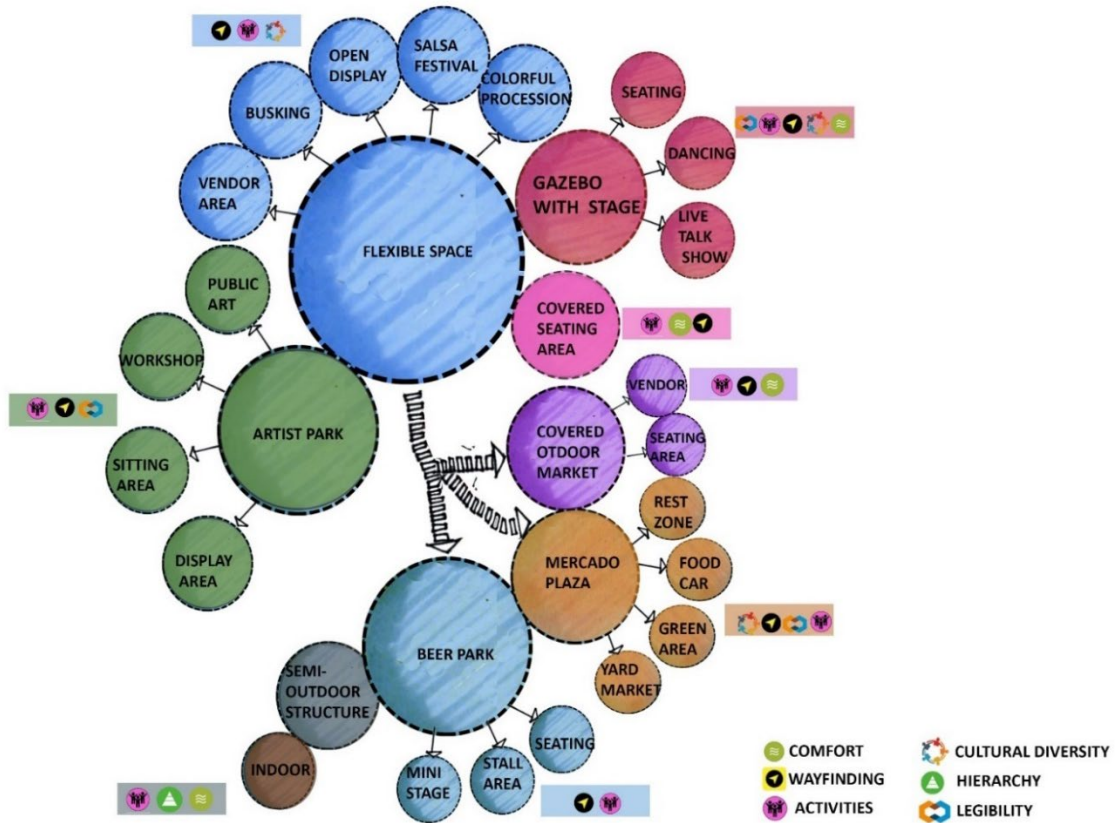 OPEN
DISPLAY
SALSA
FESTIVAL
COLORFUL
PROCESSION
BUSKING
VENDOR
AREA
FLEXIBLE SPACE
SEATING
DANCING
GAZEBO
WITH STAGE
LIVE
TALK
SHOW
PUBLIC
ART
WORKSHOP
ARTIST PARK
SITTING
AREA
DISPLAY
AREA
COVERED
SEATING
AREA
VENDOR
COVERED
OTDOOR
MARKET
SEATING
AREA
REST
ZONE
MERCADO
PLAZA
FOOD
CAR
GREEN
AREA
YARD
MARKET
BEER PARK
SEMI-
OUTDOOR
STRUCTURE
INDOOR
MINI
STAGE
STALL
AREA
SEATING
COMFORT
WAYFINDING
ACTIVITIES
CULTURAL DIVERSITY
HIERARCHY
LEGIBILITY